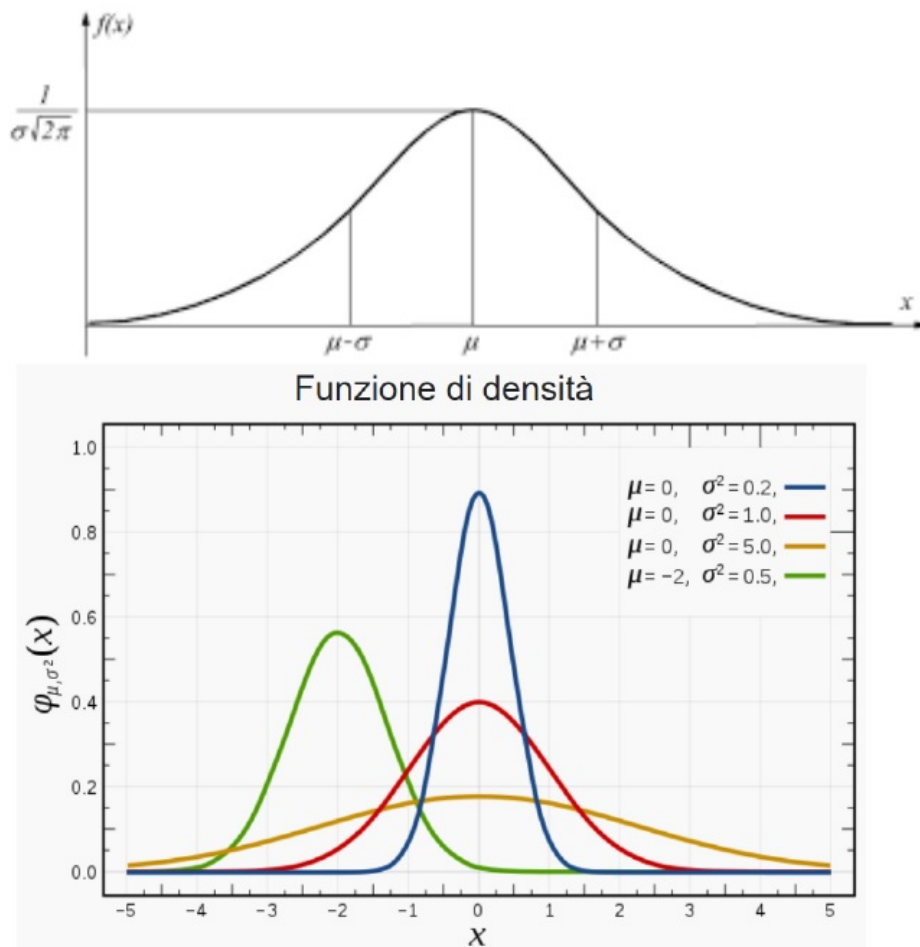 f(x)
1
σ√2π
x
μ-σ μ μ+σ
Funzione di densità
μ= 0, σ²= 0.2,
μ= 0, σ²= 1.0,
μ= 0, σ²= 5.0,
μ= −2, σ²= 0.5,
φμ,σ²(x)
1.0
0.8
0.6
0.4
0.2
0.0
−5 −4 −3 −2 −1 0 1 2 3 4 5
x